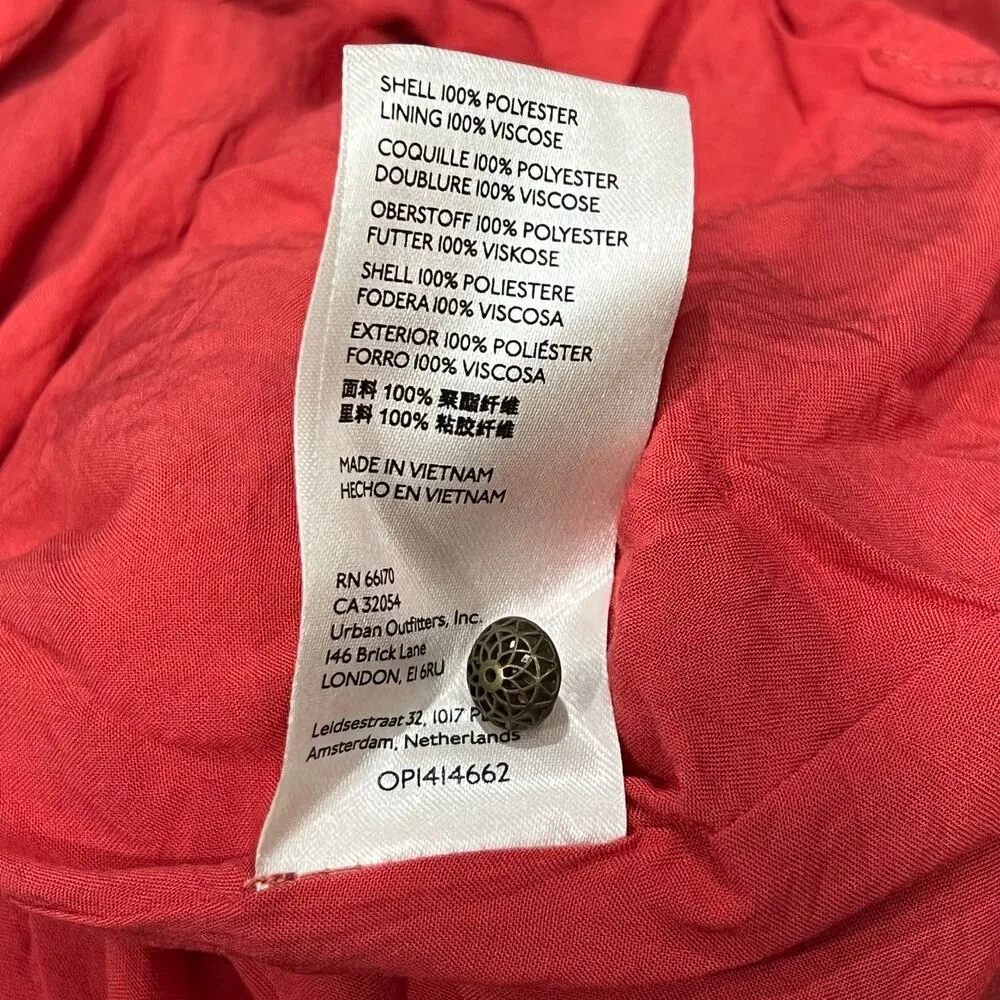 SHELL 100% POLYESTER
LINING 100% VISCOSE
COQUILLE 100% POLYESTER
DOUBLURE 100% VISCOSE
OBERSTOFF 100% POLYESTER
FUTTER 100% VISKOSE
SHELL 100% POLIESTERE
FODERA 100% VISCOSA
EXTERIOR 100% POLIÉSTER
FORRO 100% VISCOSA
面料 100% 聚酯纤维
里料 100% 粘胶纤维
MADE IN VIETNAM
HECHO EN VIETNAM
RN 66170
CA 32054
Urban Outfitters, Inc.
146 Brick Lane
LONDON, E1 6RU
Leidsestraat 32, 1017
Amsterdam, Netherlands
OP1414662